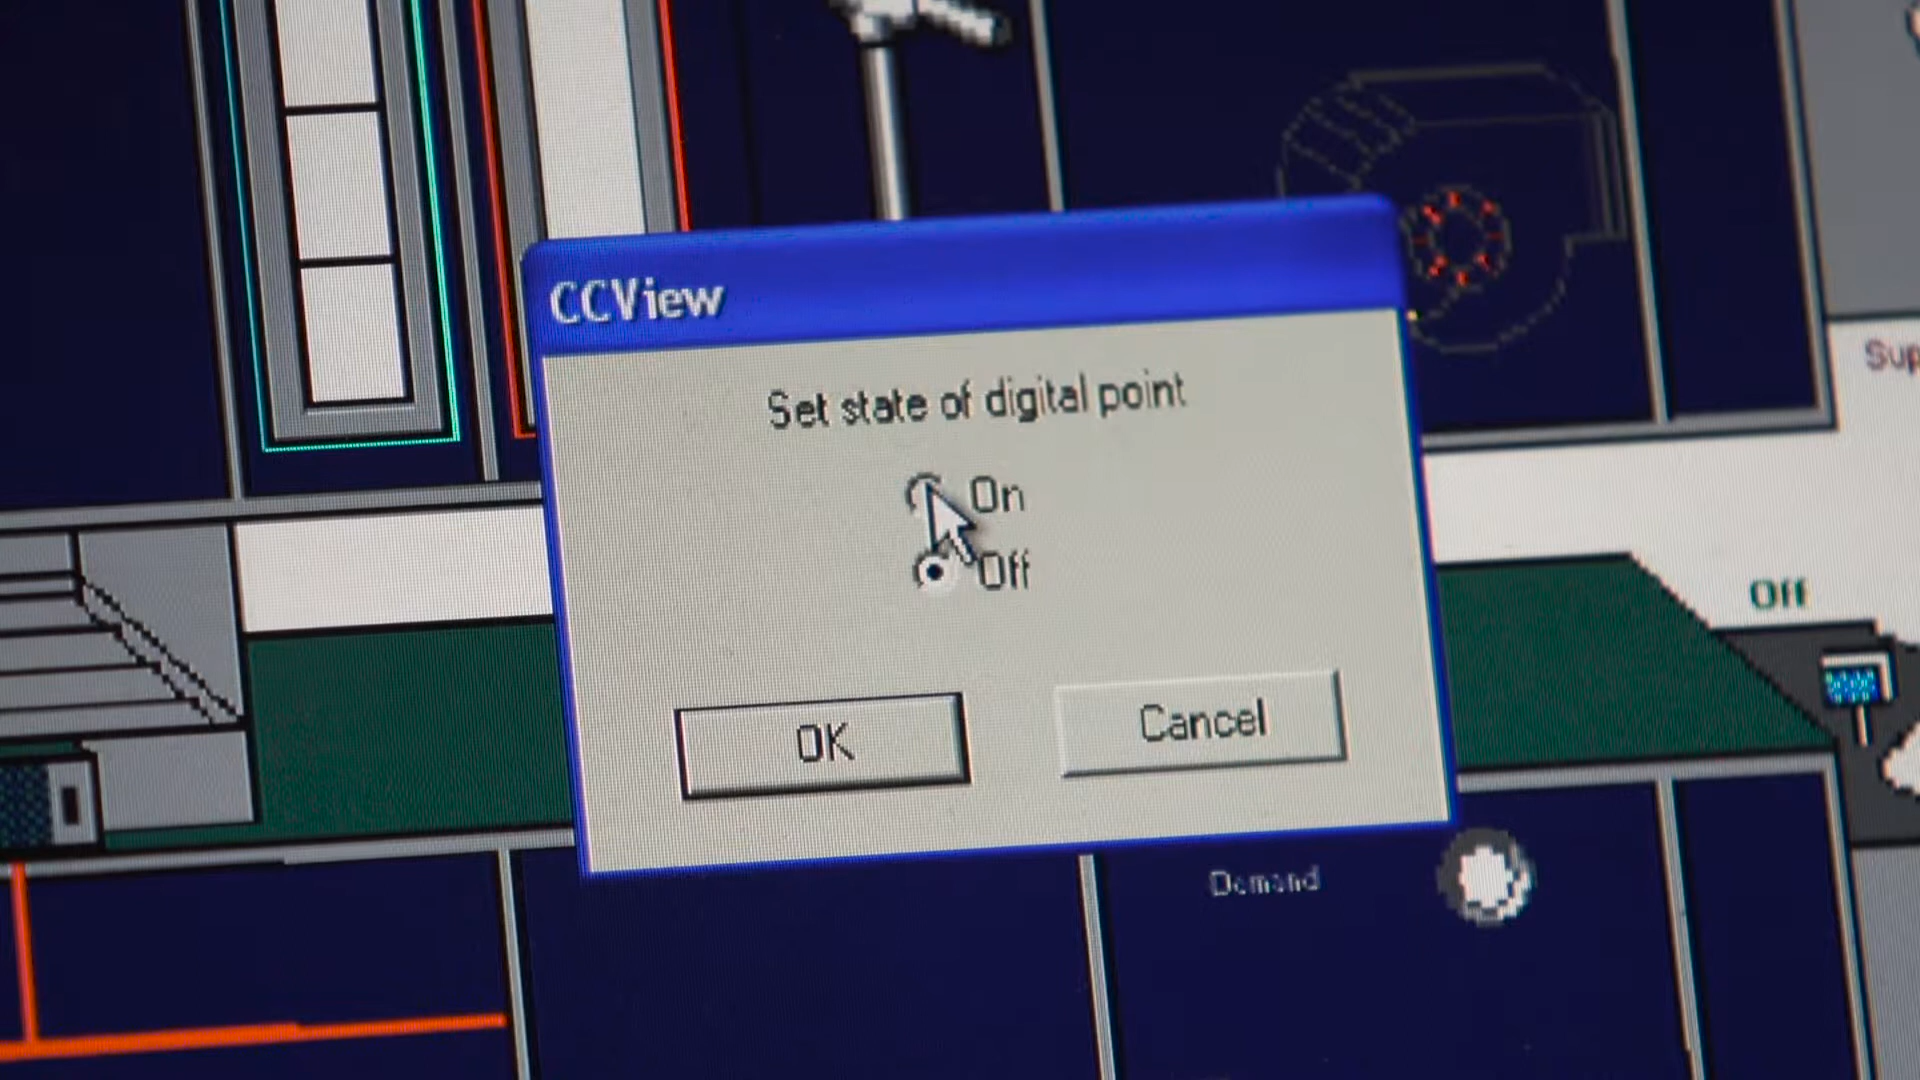 CCView
Set state of digital point
On
Off
OK
Cancel
Off
Demand